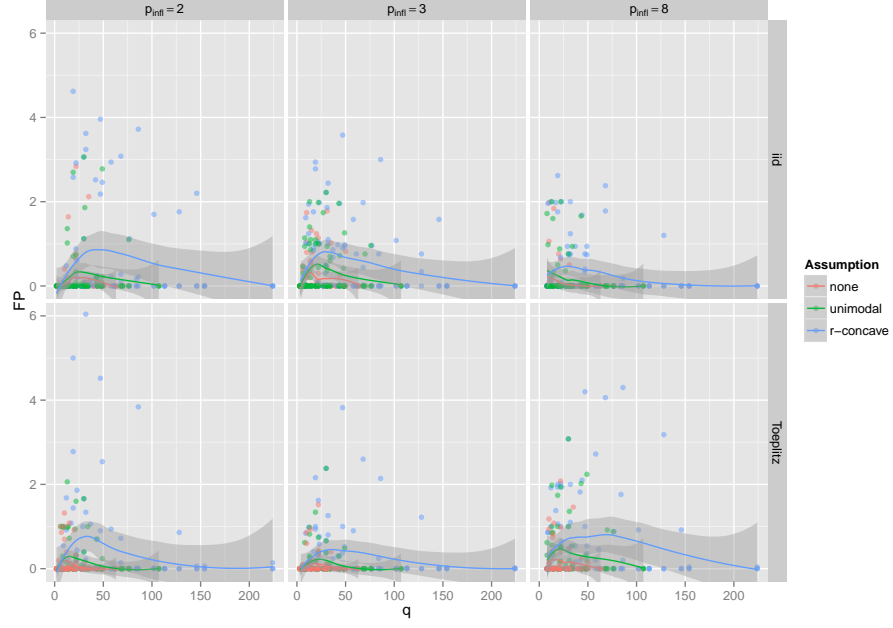 p_infl = 2 p_infl = 3 p_infl = 8
6
4
2
0
iid
6
4
2
0
Toeplitz
FP
0 50 100 150 200 0 50 100 150 200 0 50 100 150 200
q
Assumption
none
unimodal
r−concave